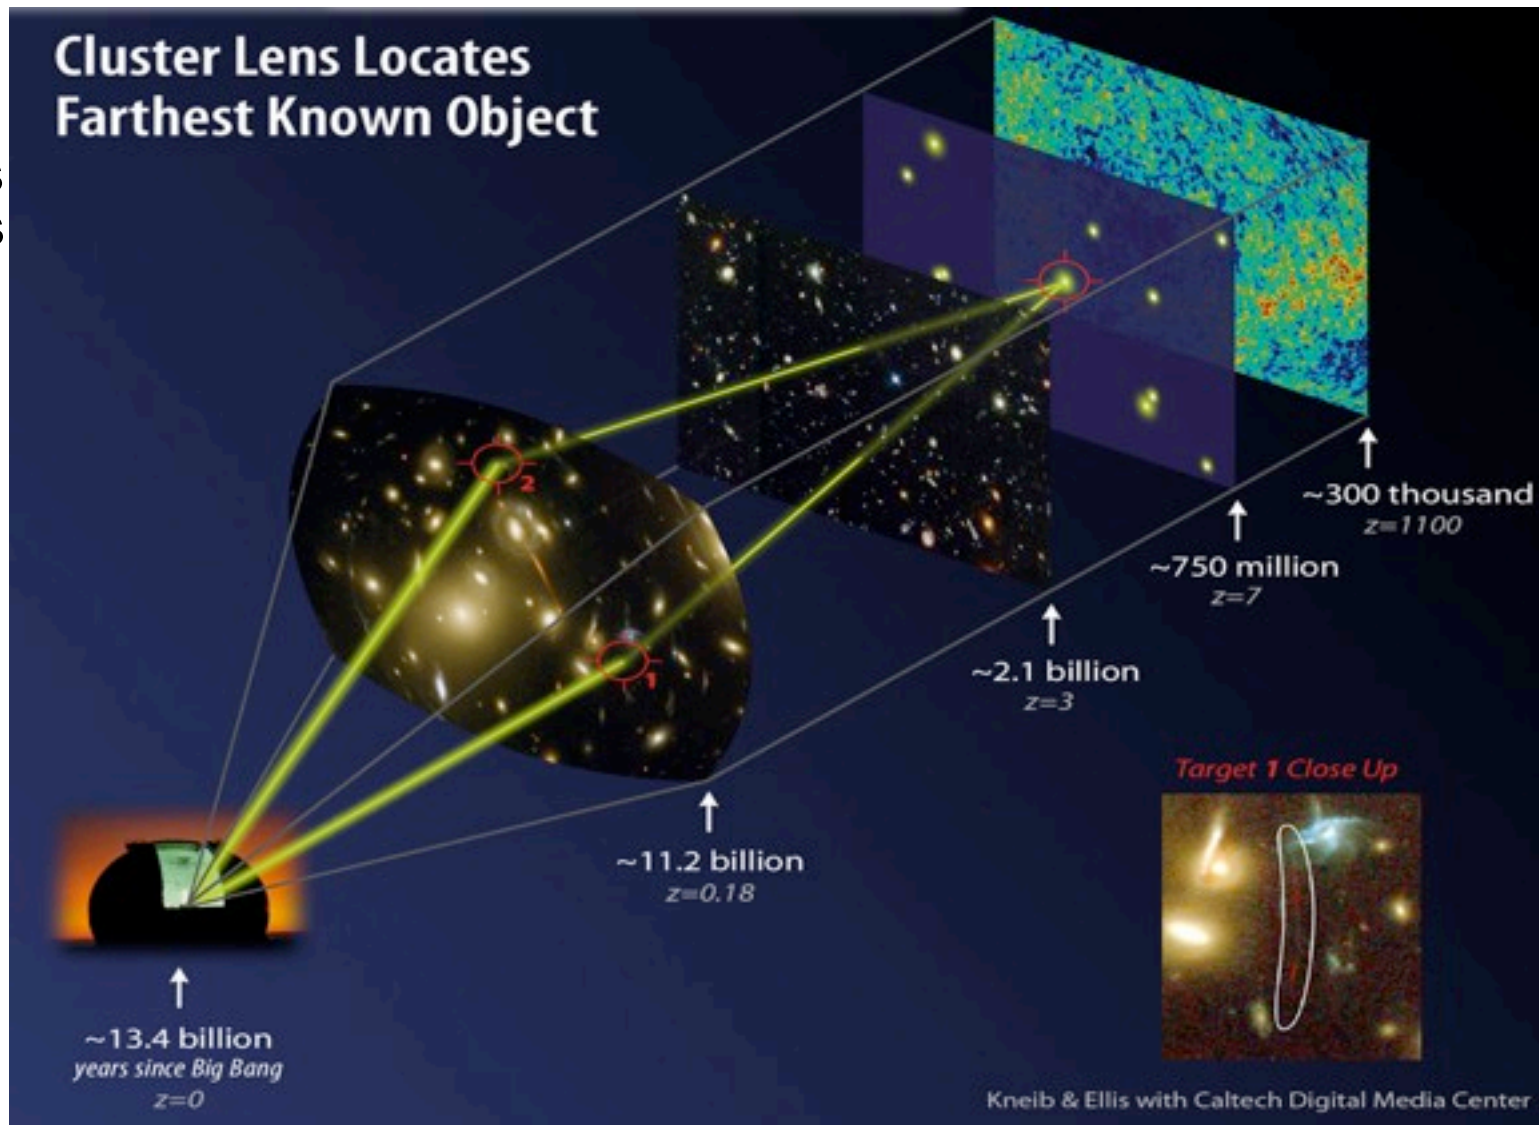 Cluster Lens Locates
Farthest Known Object
s
s
2
1
~300 thousand
z=1100
~750 million
z=7
~2.1 billion
z=3
~11.2 billion
z=0.18
~13.4 billion
years since Big Bang
z=0
Target 1 Close Up
Kneib & Ellis with Caltech Digital Media Center